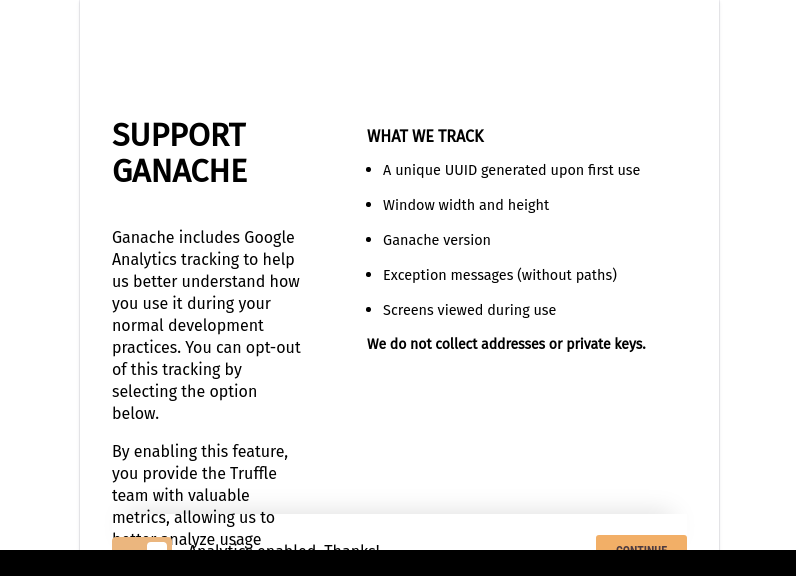 SUPPORT
GANACHE
Ganache includes Google
Analytics tracking to help
us better understand how
you use it during your
normal development
practices. You can opt-out
of this tracking by
selecting the option
below.
By enabling this feature,
you provide the Truffle
team with valuable
metrics, allowing us to
better analyze usage
WHAT WE TRACK
• A unique UUID generated upon first use
• Window width and height
• Ganache version
• Exception messages (without paths)
• Screens viewed during use
We do not collect addresses or private keys.
Analytics enabled. Thanks!
CONTINUE